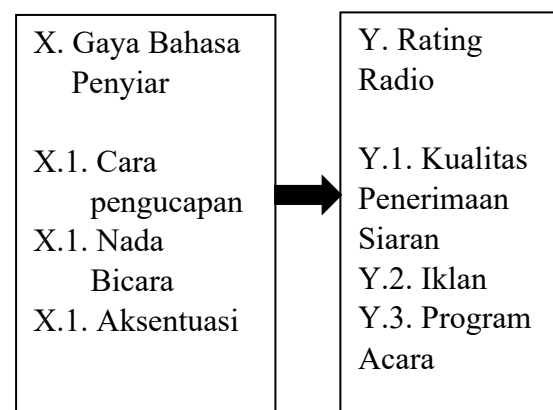 X. Gaya Bahasa
Penyiar
X.1. Cara
pengucapan
X.1. Nada
Bicara
X.1. Aksentuasi
Y. Rating
Radio
Y.1. Kualitas
Penerimaan
Siaran
Y.2. Iklan
Y.3. Program
Acara